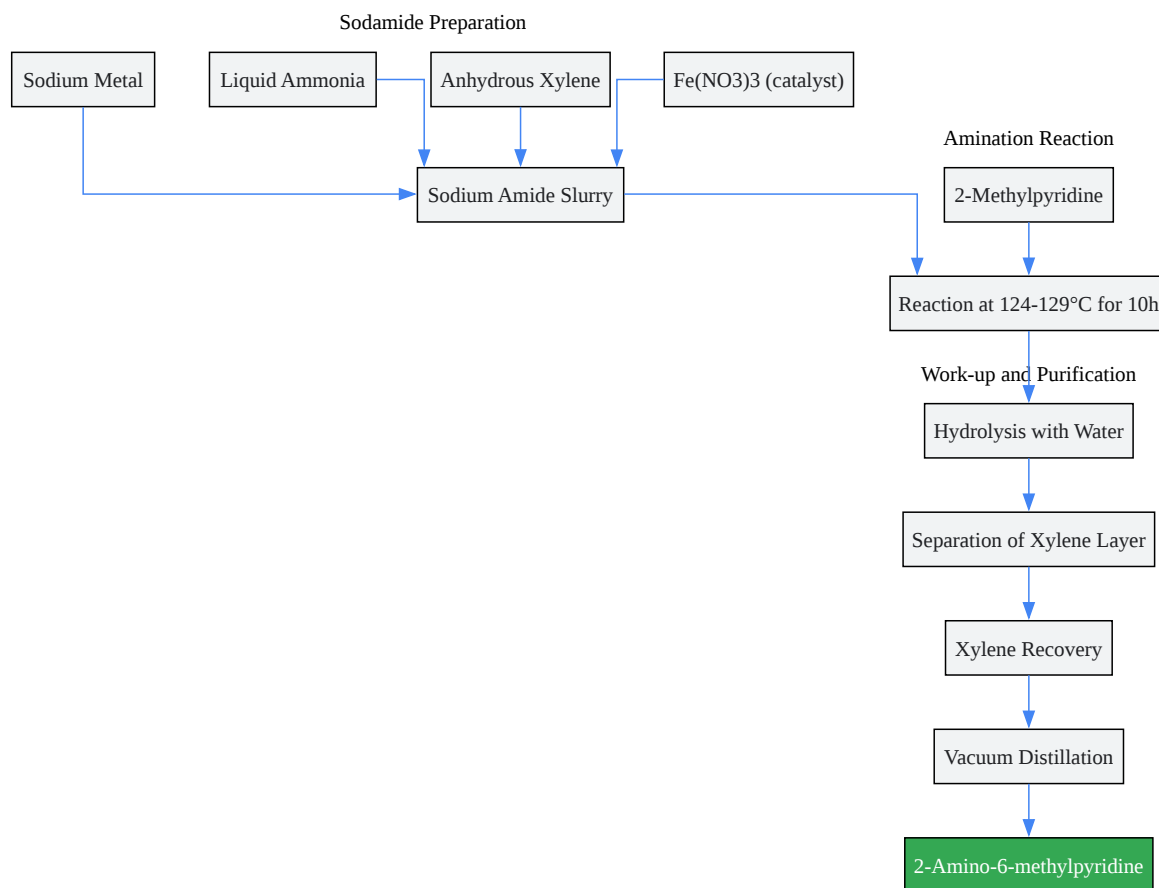 Sodamide Preparation
Sodium Metal
Liquid Ammonia
Anhydrous Xylene
Fe(NO3)3 (catalyst)
Amination Reaction
Sodium Amide Slurry
2-Methylpyridine
Reaction at 124-129°C for 10h
Work-up and Purification
Hydrolysis with Water
Separation of Xylene Layer
Xylene Recovery
Vacuum Distillation
2-Amino-6-methylpyridine